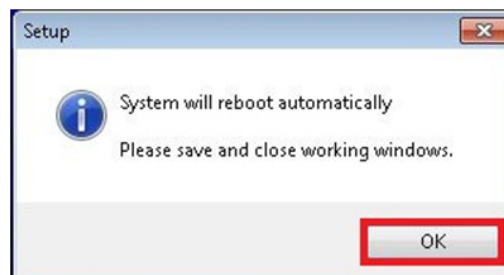 Setup
System will reboot automatically
Please save and close working windows.
OK